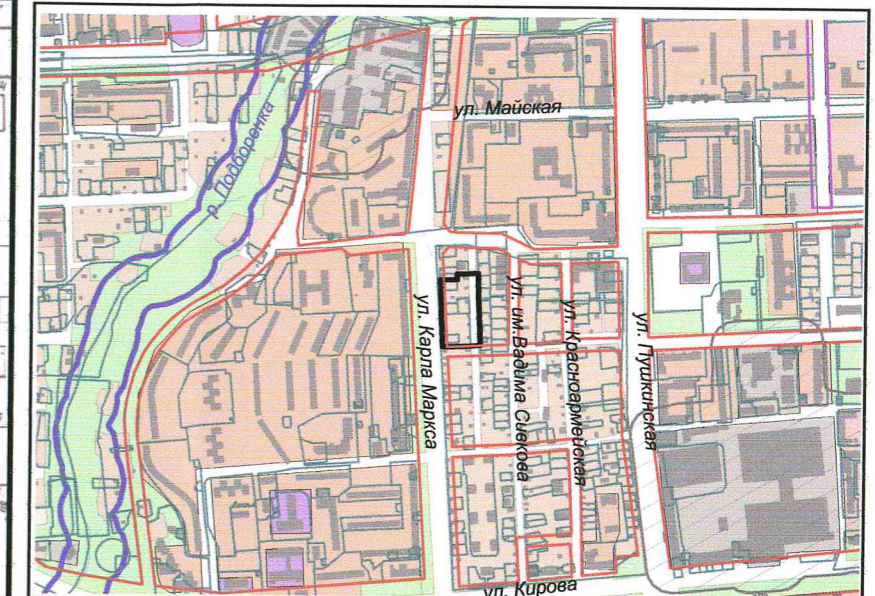 ул. Майская
р. Подборенка
ул. Карла Маркса
ул. им.Вадима Сивкова
ул. Красноармейская
ул. Пушкинская
ул. Кирова